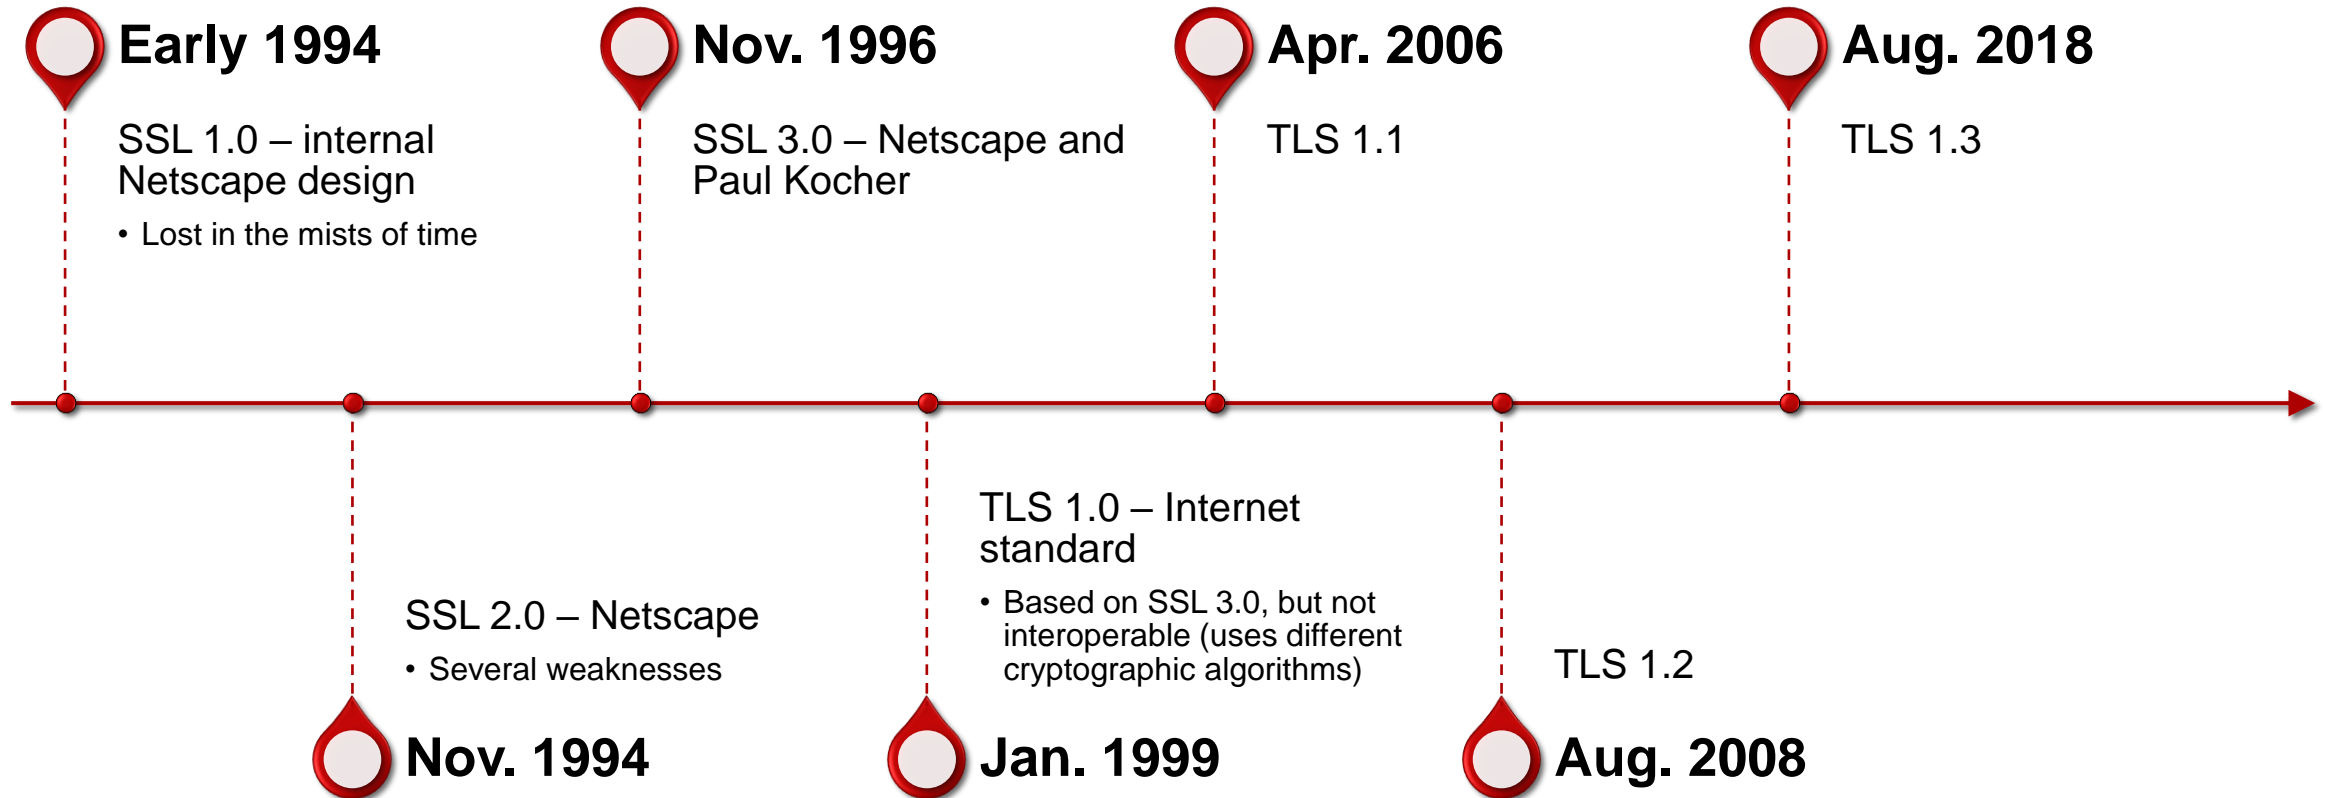 Early 1994
SSL 1.0 – internal
Netscape design
• Lost in the mists of time
SSL 2.0 – Netscape
• Several weaknesses
Nov. 1994
Nov. 1996
SSL 3.0 – Netscape and
Paul Kocher
TLS 1.0 – Internet
standard
• Based on SSL 3.0, but not
interoperable (uses different
cryptographic algorithms)
Jan. 1999
Apr. 2006
TLS 1.1
TLS 1.2
Aug. 2008
Aug. 2018
TLS 1.3